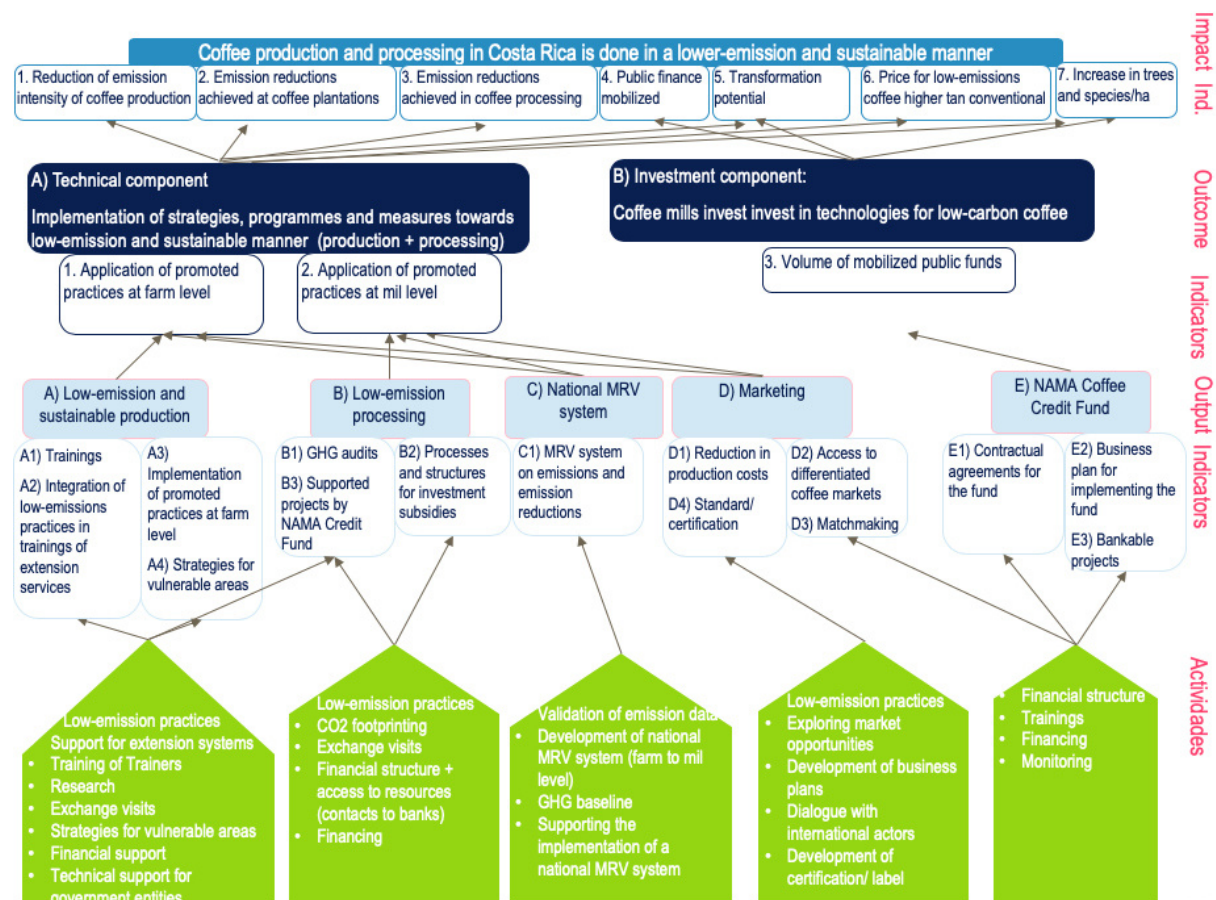 Coffee production and processing in Costa Rica is done in a lower-emission and sustainable manner
Impact Ind.
1. Reduction of emission
intensity of coffee production
2. Emission reductions
achieved at coffee plantations
3. Emission reductions
achieved in coffee processing
4. Public finance
mobilized
5. Transformation
potential
6. Price for low-emissions
coffee higher tan conventional
7. Increase in trees
and species/ha
Outcome
A) Technical component
Implementation of strategies, programmes and measures towards
low-emission and sustainable manner (production + processing)
B) Investment component:
Coffee mills invest invest in technologies for low-carbon coffee
Indicators
1. Application of promoted
practices at farm level
2. Application of promoted
practices at mil level
3. Volume of mobilized public funds
Output Indicators
A) Low-emission and
sustainable production
B) Low-emission
processing
C) National MRV
system
D) Marketing
E) NAMA Coffee
Credit Fund
A1) Trainings
A2) Integration of
low-emissions
practices in
trainings of
extension
services
A3)
Implementation
of promoted
practices at farm
level
A4) Strategies for
vulnerable areas
B1) GHG audits
B3) Supported
projects by
NAMA Credit
Fund
B2) Processes
and structures
for investment
subsidies
C1) MRV system
on emissions and
emission
reductions
D1) Reduction in
production costs
D4) Standard/
certification
D2) Access to
differentiated
coffee markets
D3) Matchmaking
E1) Contractual
agreements for
the fund
E2) Business
plan for
implementing the
fund
E3) Bankable
projects
Actividades
Low-emission practices
Support for extension systems
• Training of Trainers
• Research
• Exchange visits
• Strategies for vulnerable areas
• Financial support
• Technical support for
government entities
Low-emission practices
• CO2 footprinting
• Exchange visits
• Financial structure +
access to resources
(contacts to banks)
• Financing
Validation of emission data
• Development of national
MRV system (farm to mil
level)
• GHG baseline
• Supporting the
implementation of a
national MRV system
Low-emission practices
• Exploring market
opportunities
• Development of business
plans
• Dialogue with
international actors
• Development of
certification/ label
• Financial structure
• Trainings
• Financing
• Monitoring